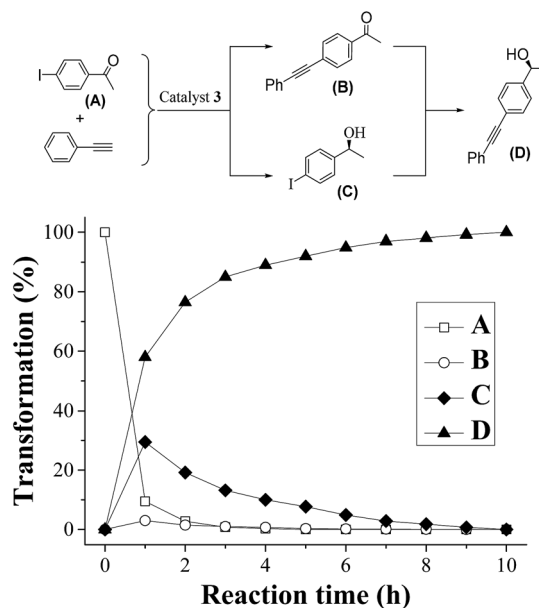 O
HO
I
O
Ph
(B)
(A)
Catalyst 3
+
OH
Ph
(D)
I
(C)
100
80
60
40
20
0
Transformation (%)
A
B
C
D
0 2 4 6 8 10
Reaction time (h)